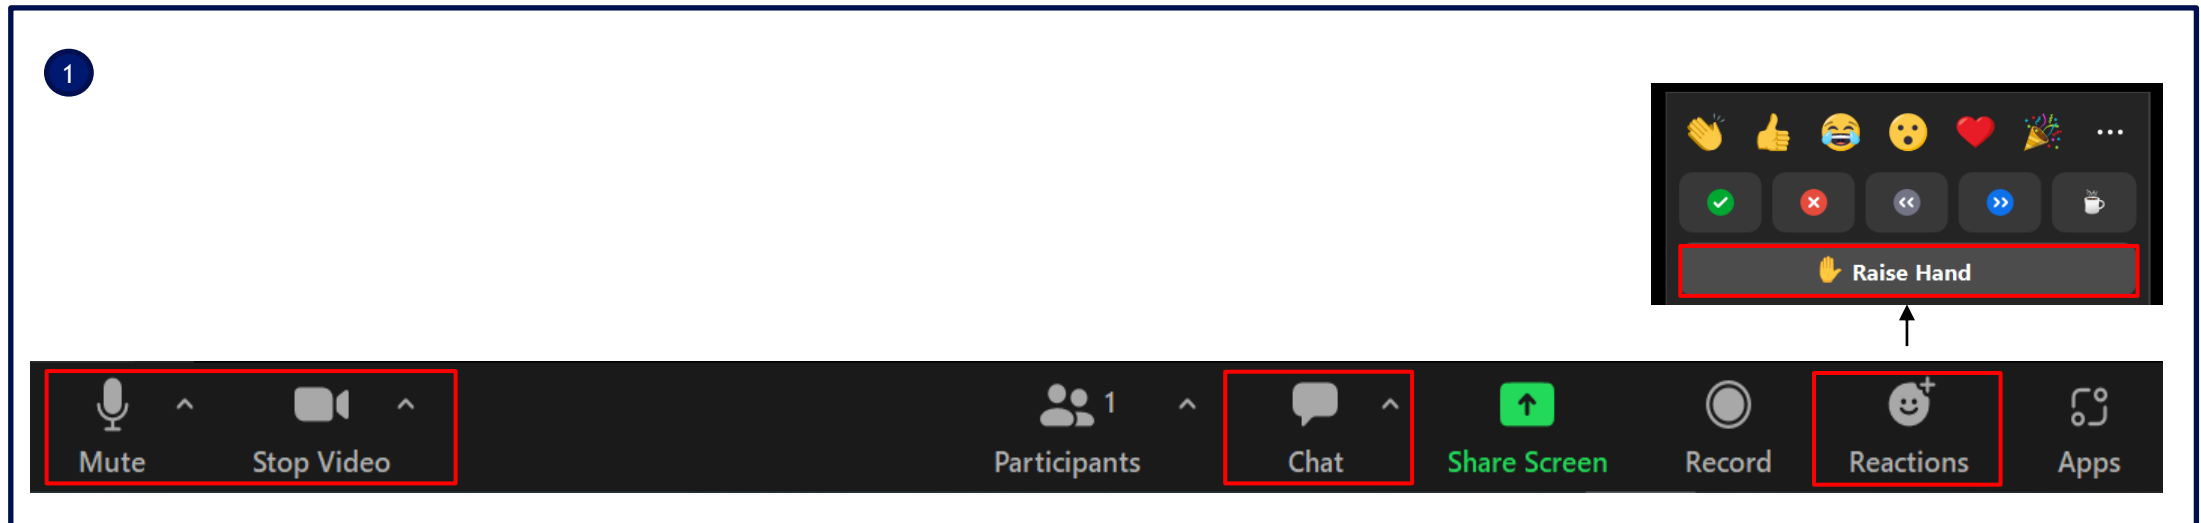 1
Raise Hand
1
Mute Stop Video Participants Chat Share Screen Record Reactions Apps